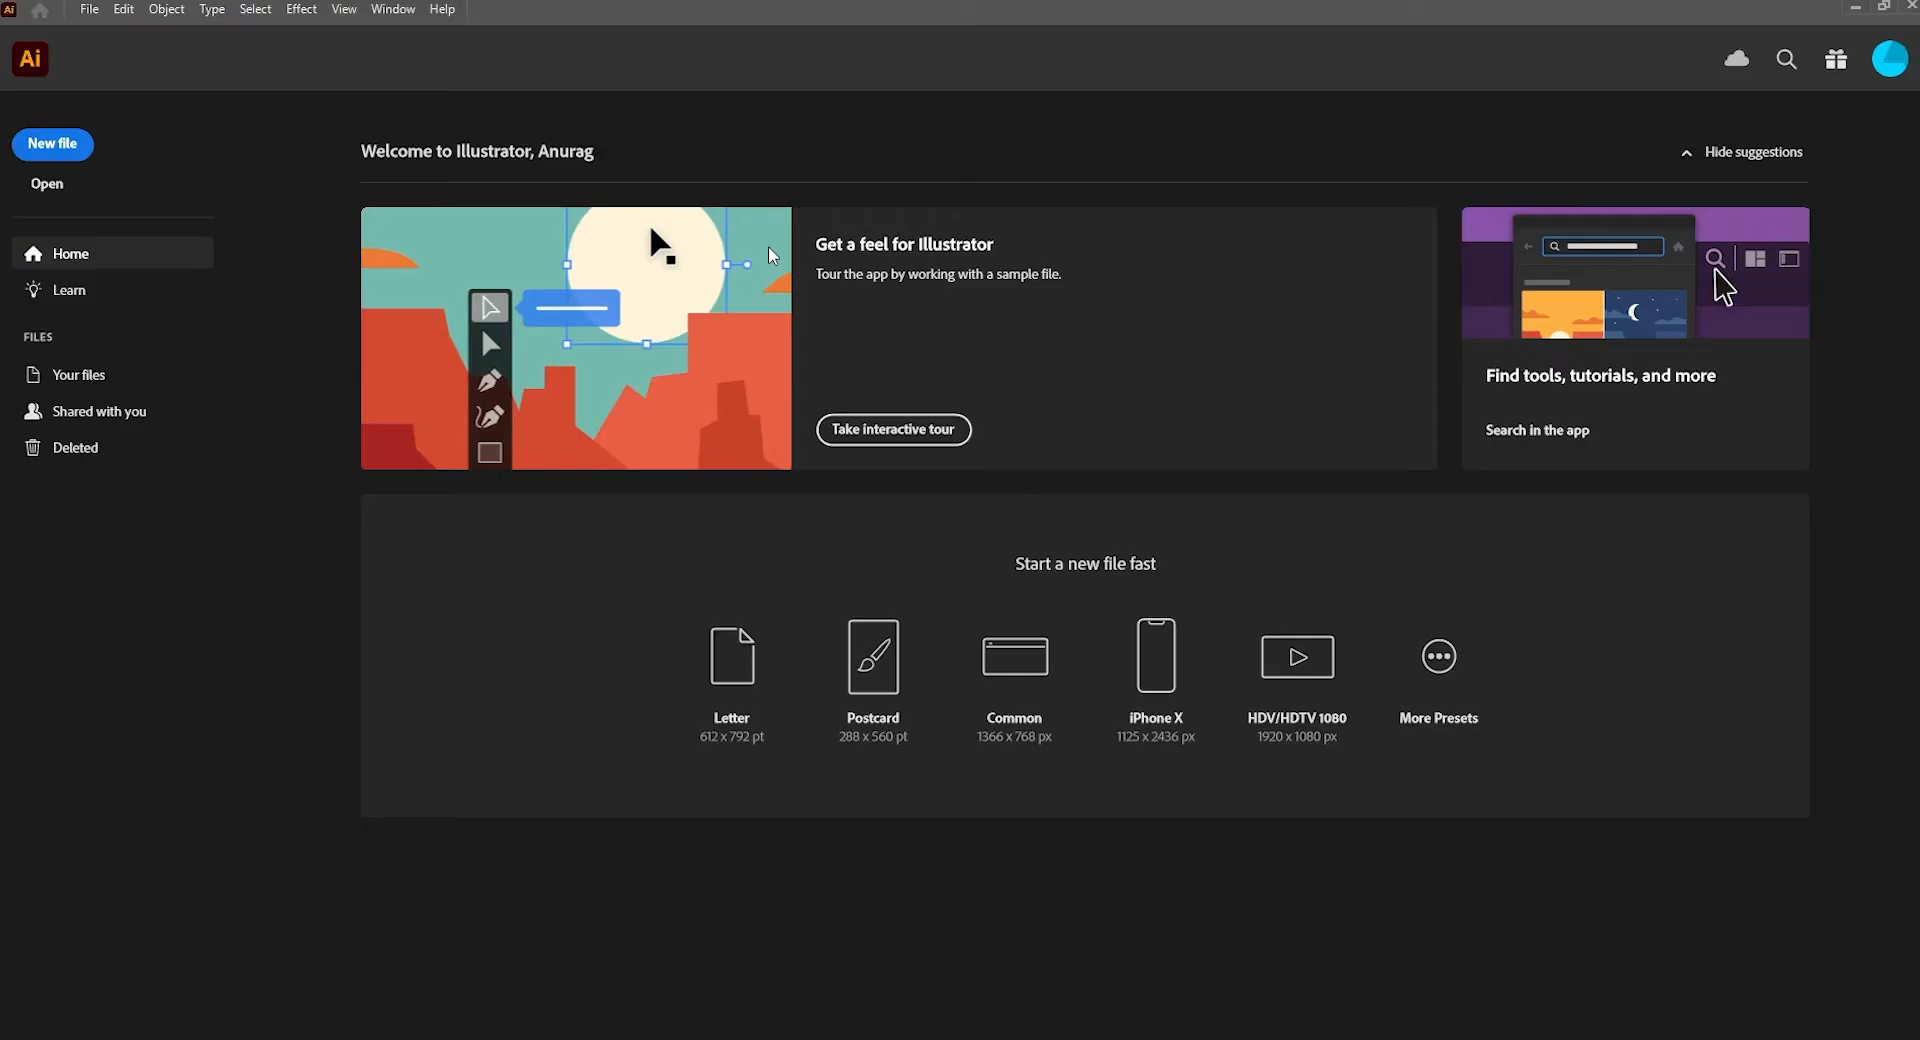 Ai File Edit Object Type Select Effect View Window Help
Ai
New file
Open
Home
Learn
FILES
Your files
Shared with you
Deleted
Welcome to Illustrator, Anurag
Hide suggestions
Get a feel for Illustrator
Tour the app by working with a sample file.
Take interactive tour
Find tools, tutorials, and more
Search in the app
Start a new file fast
Letter
612 x 792 pt
Postcard
288 x 560 pt
Common
1366 x 768 px
iPhone X
1125 x 2436 px
HDV/HDTV 1080
1920 x 1080 px
More Presets